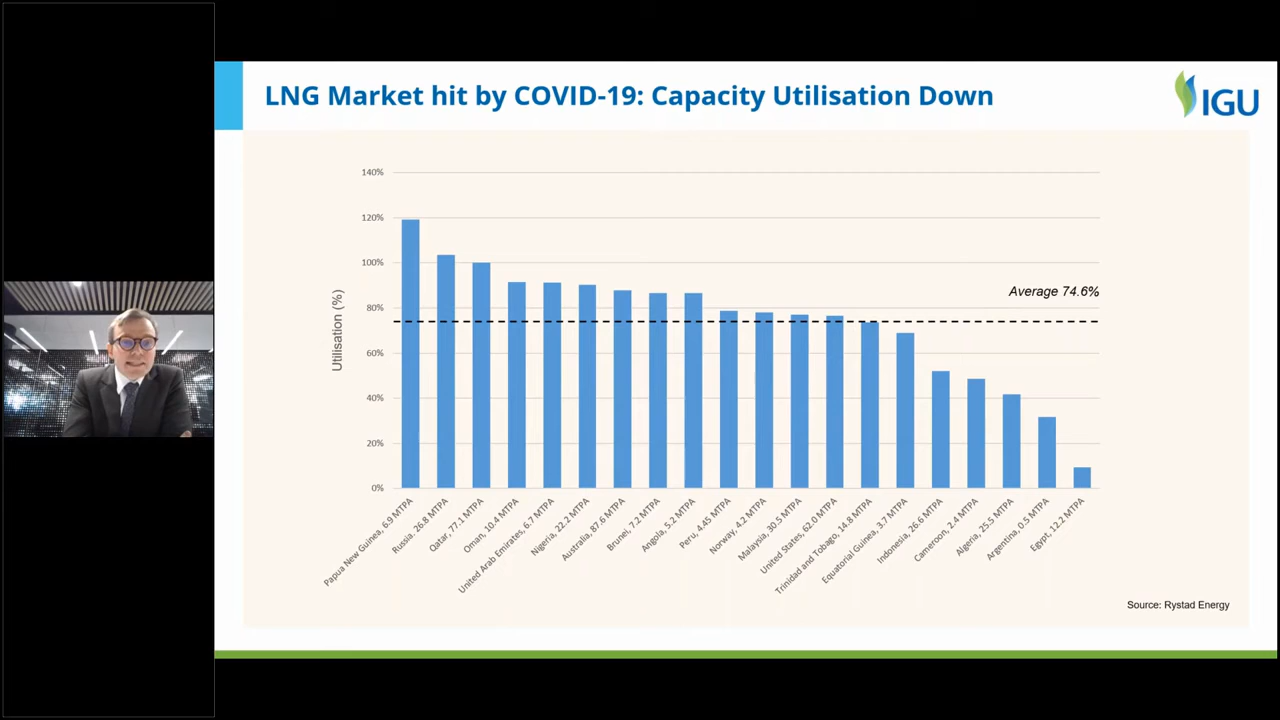 LNG Market hit by COVID-19: Capacity Utilisation Down
IGU
140%
120%
100%
80%
60%
40%
20%
0%
Utilisation (%)
Average 74.6%
Papua New Guinea, 6.9 MTPA
Russia, 26.8 MTPA
Qatar, 77.1 MTPA
Oman, 10.4 MTPA
United Arab Emirates, 6.7 MTPA
Nigeria, 22.2 MTPA
Australia, 87.6 MTPA
Brunei, 7.2 MTPA
Angola, 5.2 MTPA
Peru, 4.45 MTPA
Norway, 4.2 MTPA
Malaysia, 30.5 MTPA
United States, 62.0 MTPA
Trinidad and Tobago, 14.8 MTPA
Equatorial Guinea, 3.7 MTPA
Indonesia, 26.6 MTPA
Cameroon, 2.4 MTPA
Algeria, 25.5 MTPA
Argentina, 0.5 MTPA
Egypt, 12.2 MTPA
Source: Rystad Energy